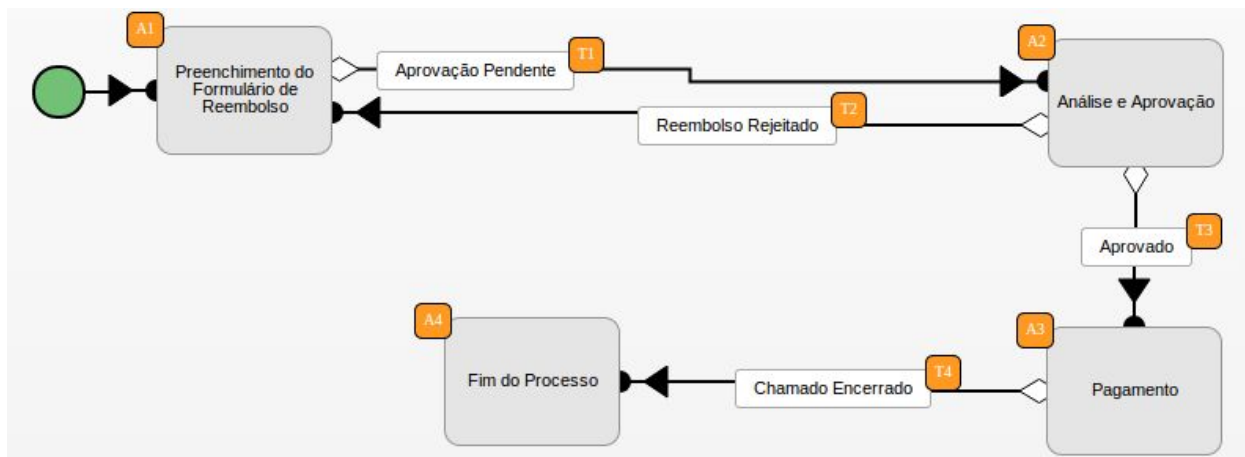 A1
Preenchimento do
Formulário de
Reembolso
T1
Aprovação Pendente
A2
Análise e Aprovação
T2
Reembolso Rejeitado
T3
Aprovado
A4
Fim do Processo
T4
Chamado Encerrado
A3
Pagamento